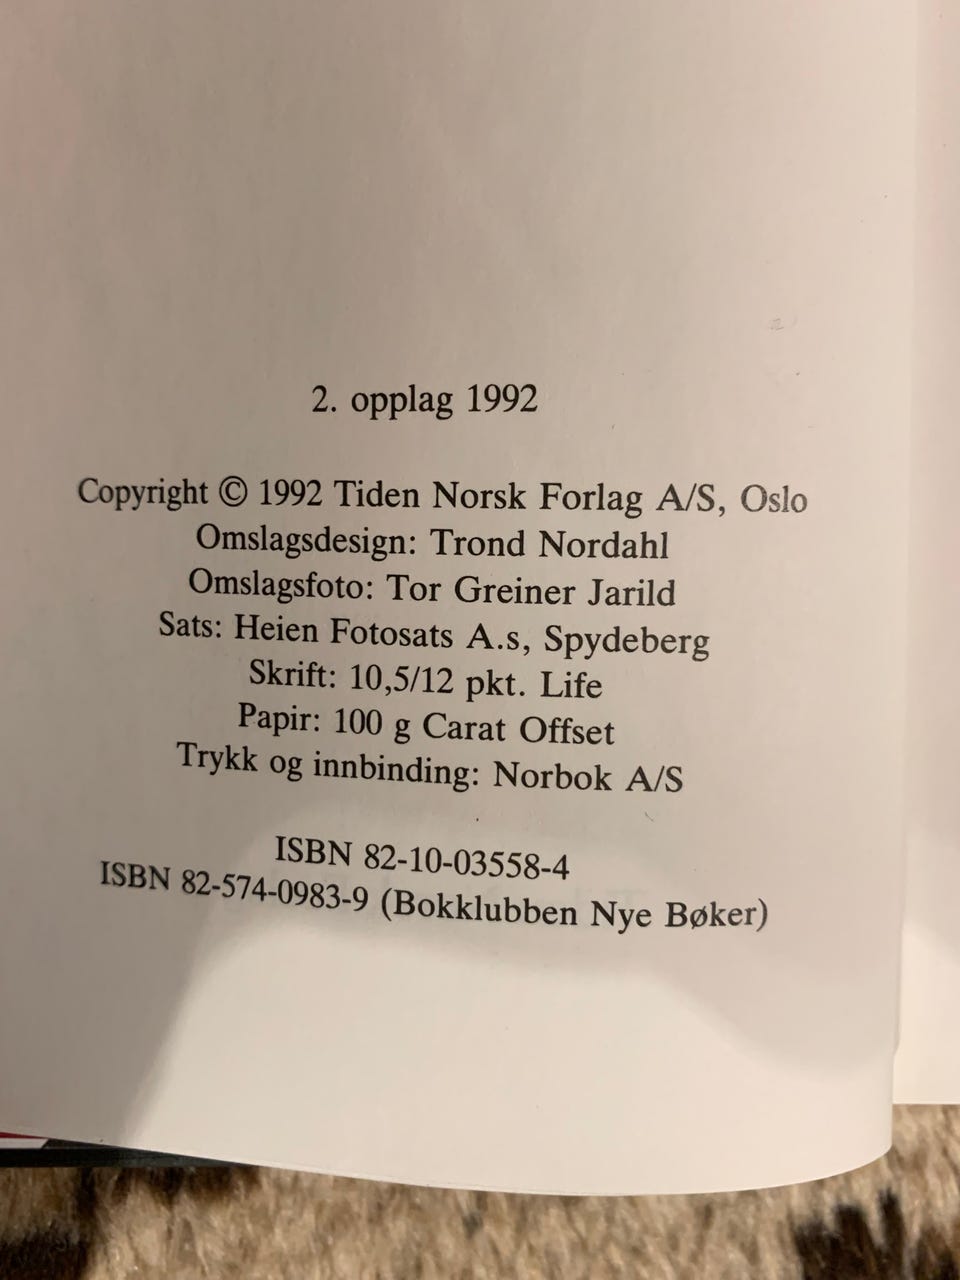 2. opplag 1992
Copyright © 1992 Tiden Norsk Forlag A/S, Oslo
Omslagsdesign: Trond Nordahl
Omslagsfoto: Tor Greiner Jarild
Sats: Heien Fotosats A.s, Spydeberg
Skrift: 10,5/12 pkt. Life
Papir: 100 g Carat Offset
Trykk og innbinding: Norbok A/S
ISBN 82-10-03558-4
ISBN 82-574-0983-9 (Bokklubben Nye Bøker)